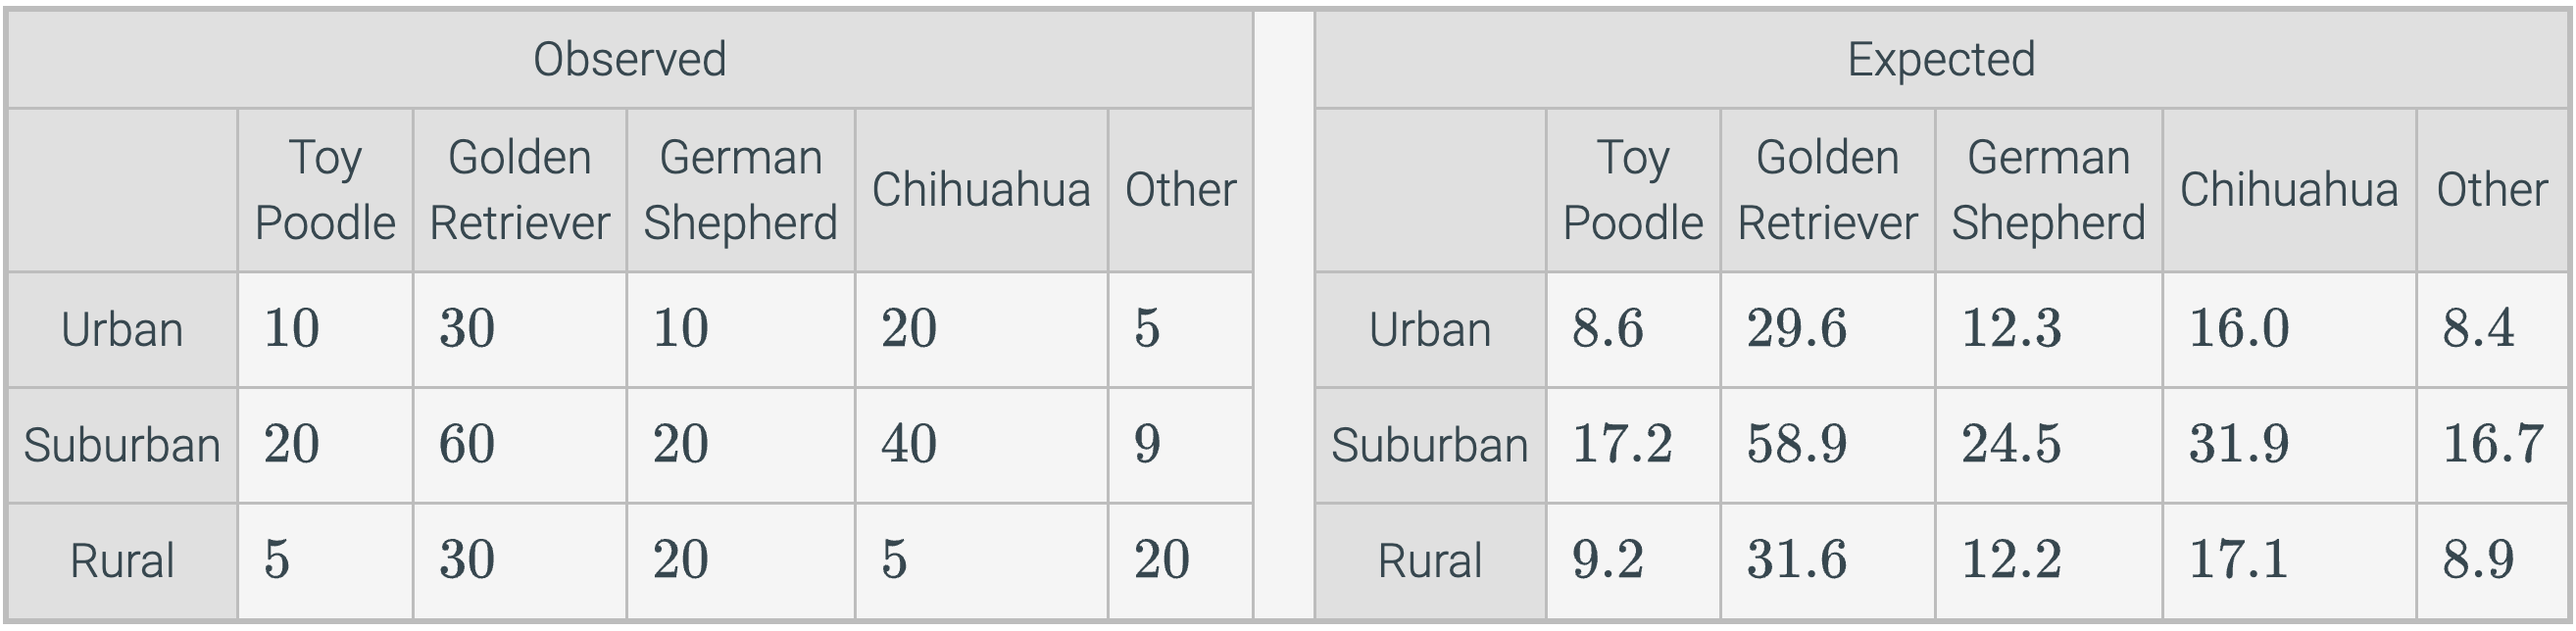 Observed Expected
Toy Golden German Toy Golden German
Poodle Retriever Shepherd Chihuahua Other Poodle Retriever Shepherd Chihuahua Other
Urban 10 30 10 20 5 Urban 8.6 29.6 12.3 16.0 8.4
Suburban 20 60 20 40 9 Suburban 17.2 58.9 24.5 31.9 16.7
Rural 5 30 20 5 20 Rural 9.2 31.6 12.2 17.1 8.9